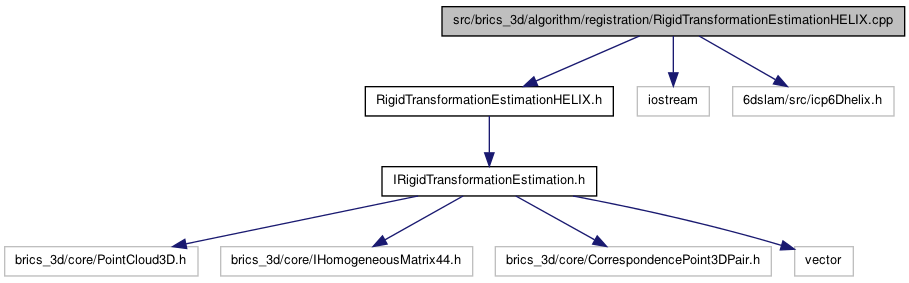 src/brics_3d/algorithm/registration/RigidTransformationEstimationHELIX.cpp
RigidTransformationEstimationHELIX.h
iostream
6dslam/src/icp6Dhelix.h
IRigidTransformationEstimation.h
brics_3d/core/PointCloud3D.h
brics_3d/core/IHomogeneousMatrix44.h
brics_3d/core/CorrespondencePoint3DPair.h
vector